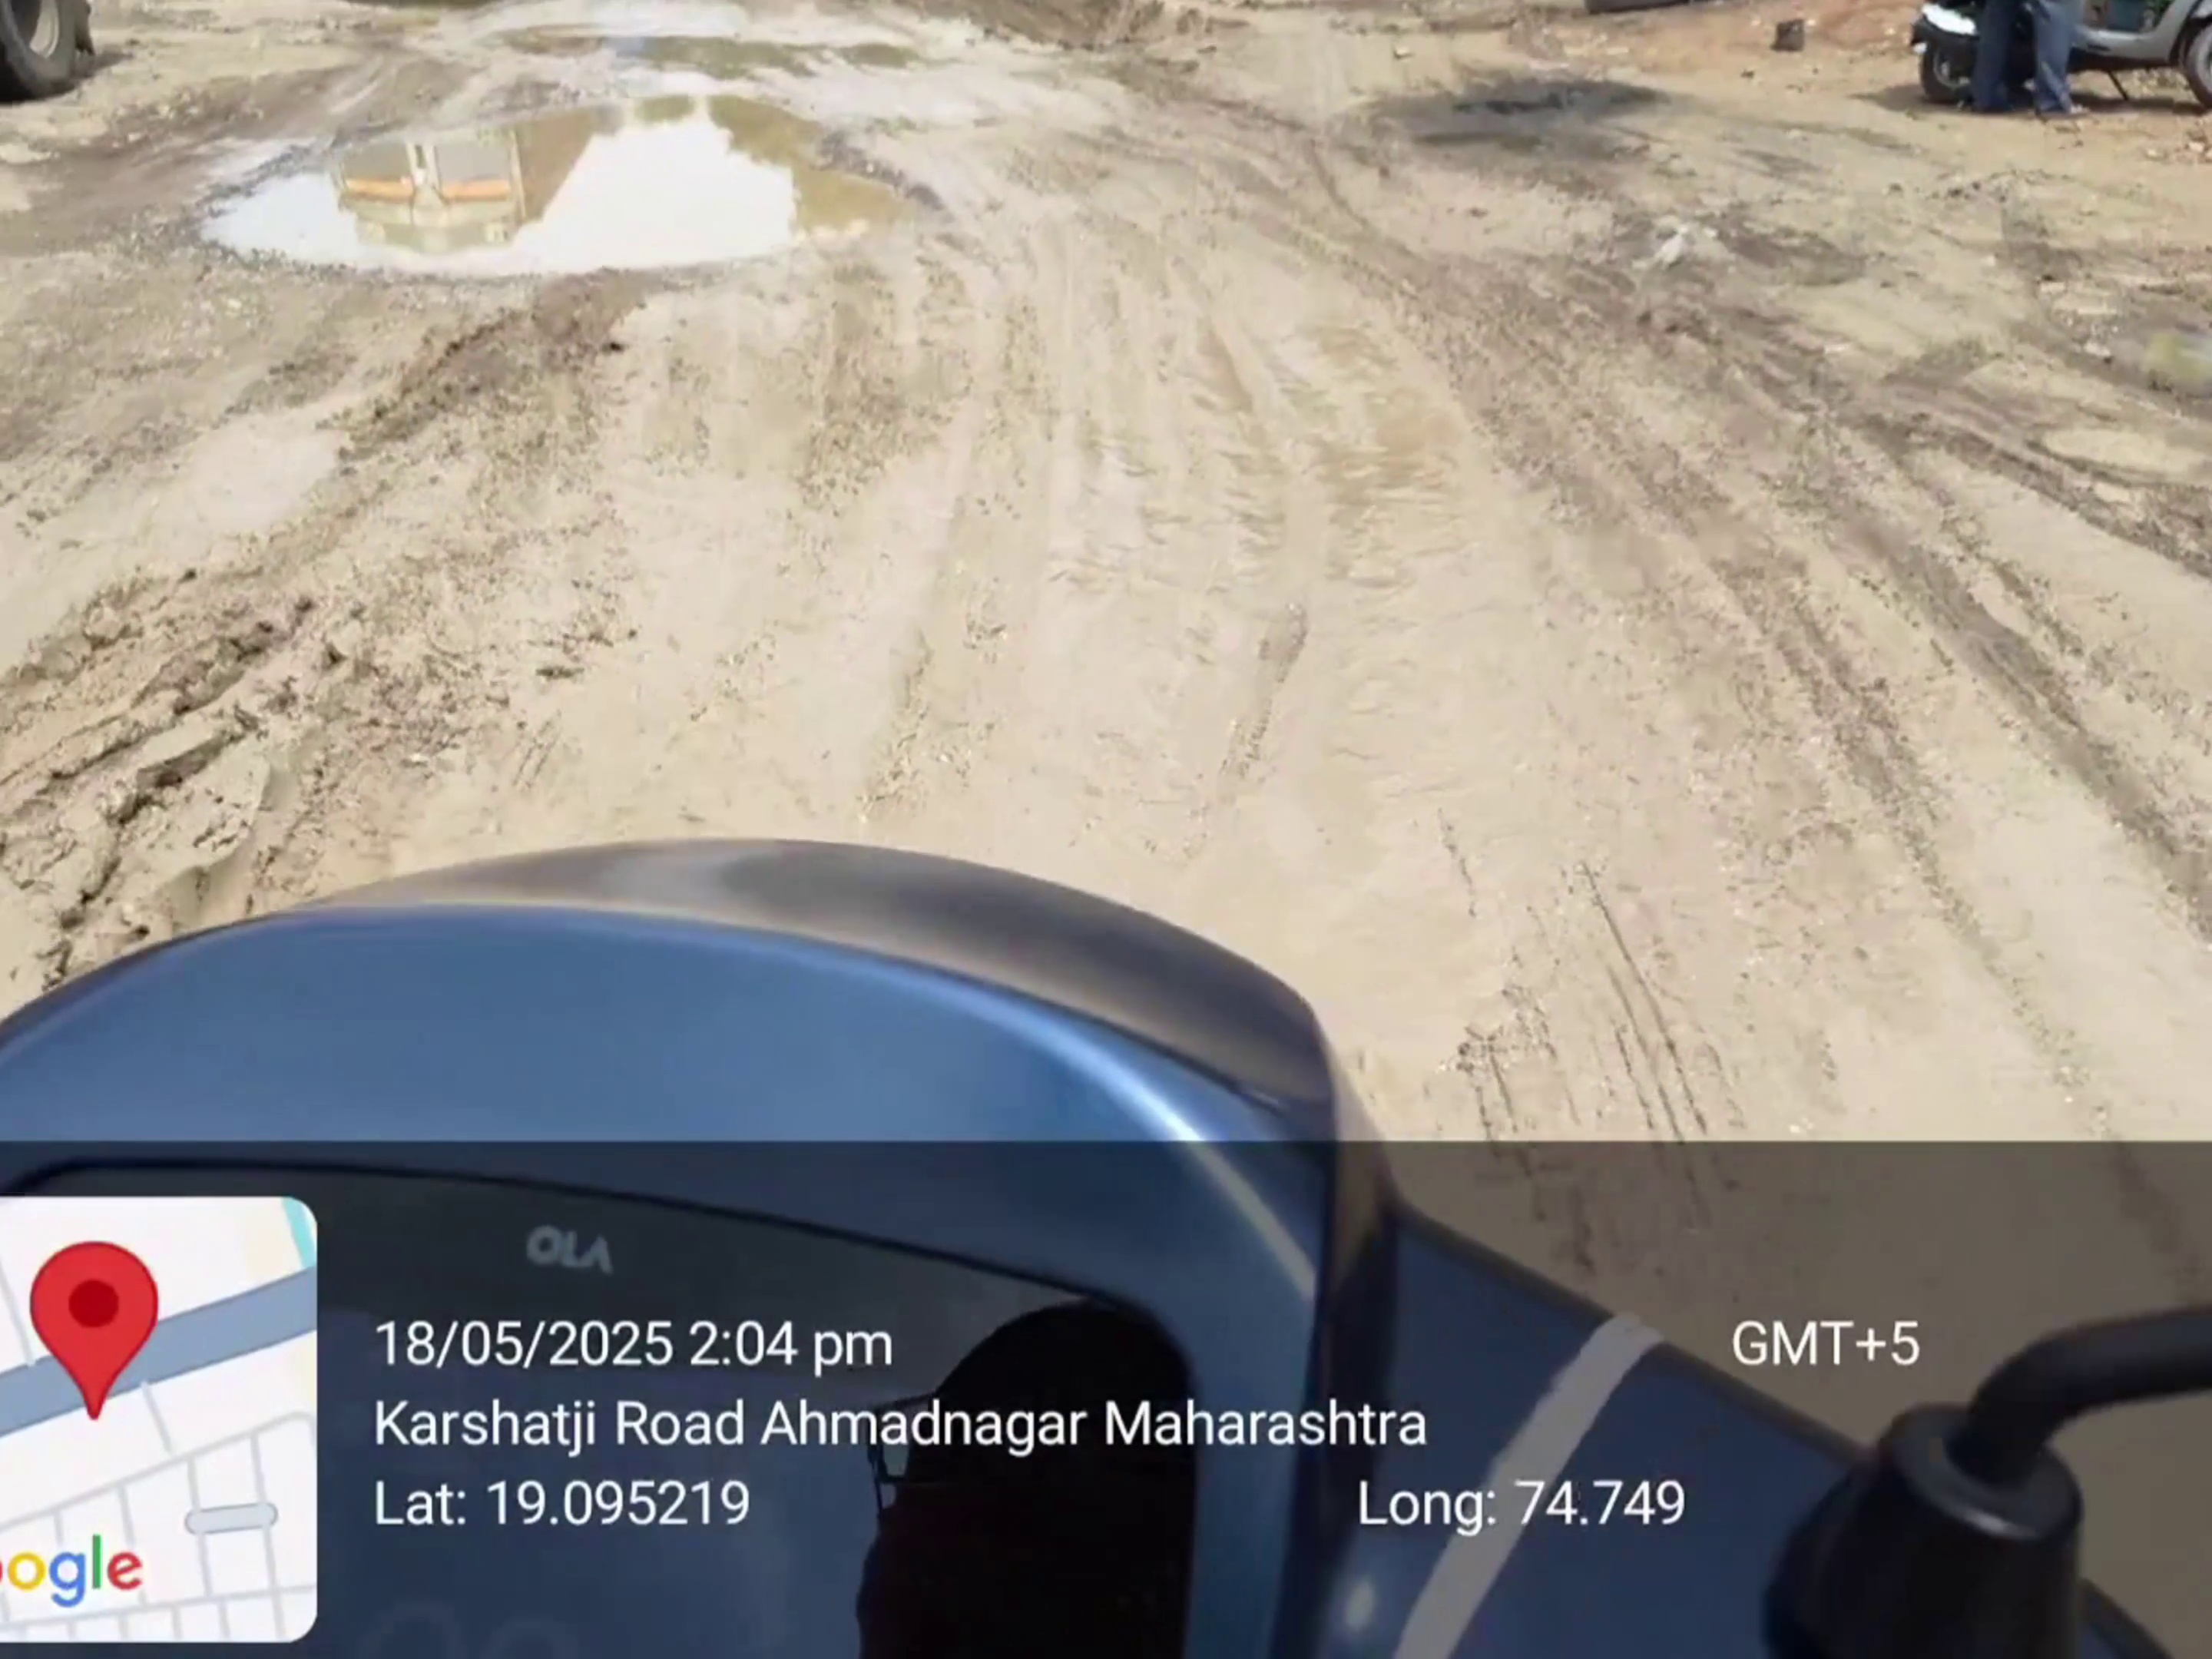 OLA
18/05/2025 2:04 pm GMT+5
Karshatji Road Ahmadnagar Maharashtra
Lat: 19.095219 Long: 74.749
oogle